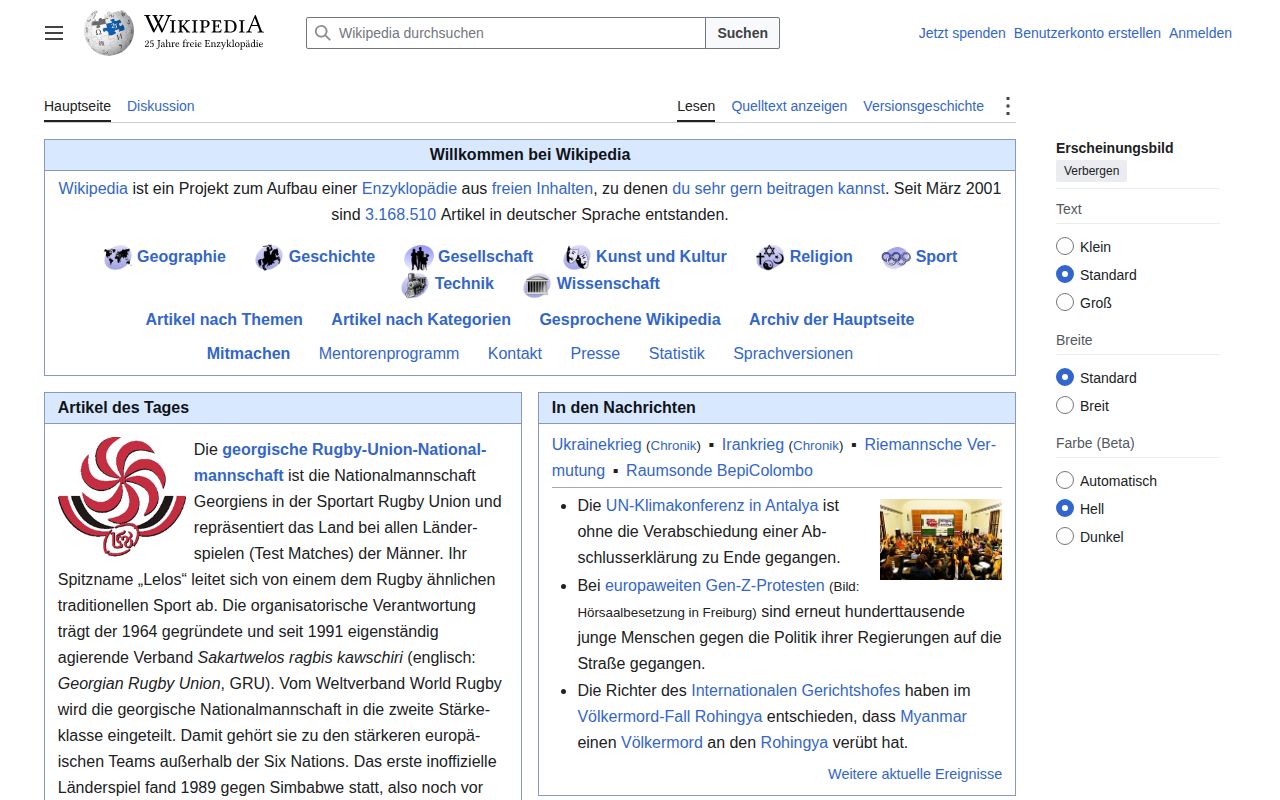 WIKIPEDIA
25 Jahre freie Enzyklopädie
Wikipedia durchsuchen
Suchen
Jetzt spenden Benutzerkonto erstellen Anmelden
Hauptseite Diskussion
Lesen Quelltext anzeigen Versionsgeschichte
Willkommen bei Wikipedia
Wikipedia ist ein Projekt zum Aufbau einer Enzyklopädie aus freien Inhalten, zu denen du sehr gern beitragen kannst. Seit März 2001
sind 3.168.510 Artikel in deutscher Sprache entstanden.
Geographie Geschichte Gesellschaft Kunst und Kultur Religion Sport
Technik Wissenschaft
Artikel nach Themen Artikel nach Kategorien Gesprochene Wikipedia Archiv der Hauptseite
Mitmachen Mentorenprogramm Kontakt Presse Statistik Sprachversionen
Artikel des Tages
Die georgische Rugby-Union-National-
mannschaft ist die Nationalmannschaft
Georgiens in der Sportart Rugby Union und
repräsentiert das Land bei allen Länder-
spielen (Test Matches) der Männer. Ihr
Spitzname „Lelos“ leitet sich von einem dem Rugby ähnlichen
traditionellen Sport ab. Die organisatorische Verantwortung
trägt der 1964 gegründete und seit 1991 eigenständig
agierende Verband Sakartwelos ragbis kawschiri (englisch:
Georgian Rugby Union, GRU). Vom Weltverband World Rugby
wird die georgische Nationalmannschaft in die zweite Stärke-
klasse eingeteilt. Damit gehört sie zu den stärkeren europä-
ischen Teams außerhalb der Six Nations. Das erste inoffizielle
Länderspiel fand 1989 gegen Simbabwe statt, also noch vor
In den Nachrichten
Ukrainekrieg (Chronik) ▪ Irankrieg (Chronik) ▪ Riemannsche Ver-
mutung ▪ Raumsonde BepiColombo
• Die UN-Klimakonferenz in Antalya ist
ohne die Verabschiedung einer Ab-
schlusserklärung zu Ende gegangen.
• Bei europaweiten Gen-Z-Protesten (Bild:
Hörsaalbesetzung in Freiburg) sind erneut hunderttausende
junge Menschen gegen die Politik ihrer Regierungen auf die
Straße gegangen.
• Die Richter des Internationalen Gerichtshofes haben im
Völkermord-Fall Rohingya entschieden, dass Myanmar
einen Völkermord an den Rohingya verübt hat.
Weitere aktuelle Ereignisse
Erscheinungsbild
Verbergen
Text
Klein
Standard
Groß
Breite
Standard
Breit
Farbe (Beta)
Automatisch
Hell
Dunkel